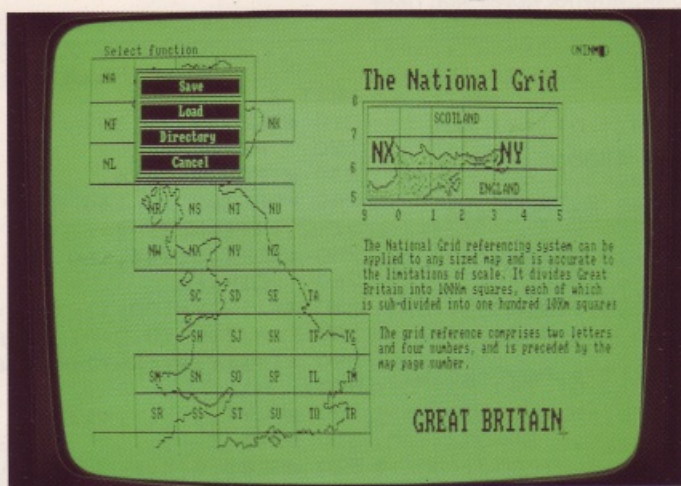 Select function
NA
Save
Load
Directory
Cancel
NF
NK
NL
NR NS NT NU
NW NX NY NZ
SC SD SE TA
SH SJ SK TF TG
SM SN SO SP TL TM
SR SS ST SU TQ TR
The National Grid
8
SCOTLAND
7
NX NY
6
ENGLAND
5
9 0 1 2 3 4 5
The National Grid referencing system can be
applied to any sized map and is accurate to
the limitations of scale. It divides Great
Britain into 100Km squares, each of which
is sub-divided into one hundred 10Km squares
The grid reference comprises two letters
and four numbers, and is preceded by the
map page number.
GREAT BRITAIN_